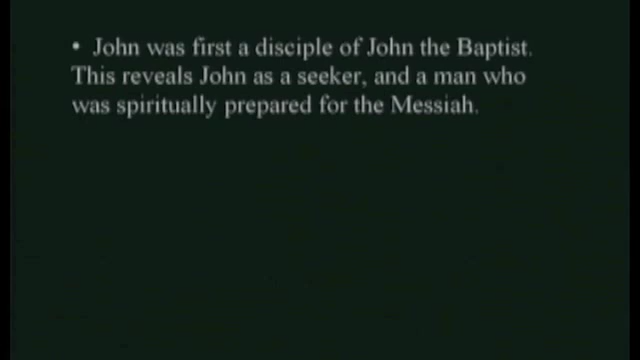 • John was first a disciple of John the Baptist.
This reveals John as a seeker, and a man who
was spiritually prepared for the Messiah.